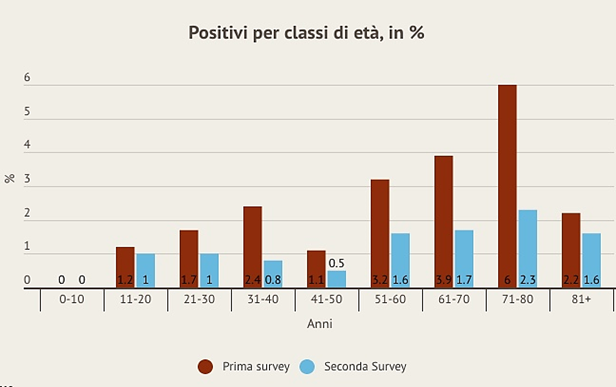 Positivi per classi di età, in %
6
5
4
3
2
1
0
%
0 0 1.2 1 1.7 1 2.4 0.8 1.1 0.5 3.2 1.6 3.9 1.7 6 2.3 2.2 1.6
0-10 11-20 21-30 31-40 41-50 51-60 61-70 71-80 81+
Anni
Prima survey Seconda Survey